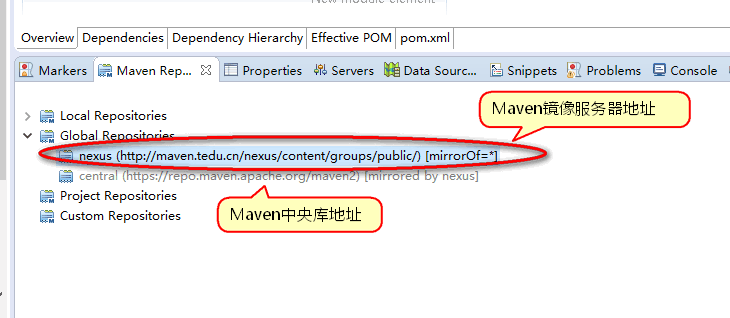 New module element
Overview Dependencies Dependency Hierarchy Effective POM pom.xml
Markers Maven Rep... Properties Servers Data Sourc... Snippets Problems Console
Maven镜像服务器地址
Local Repositories
Global Repositories
nexus (http://maven.tedu.cn/nexus/content/groups/public/) [mirrorOf=*]
central (https://repo.maven.apache.org/maven2) [mirrored by nexus]
Project Repositories
Maven中央库地址
Custom Repositories